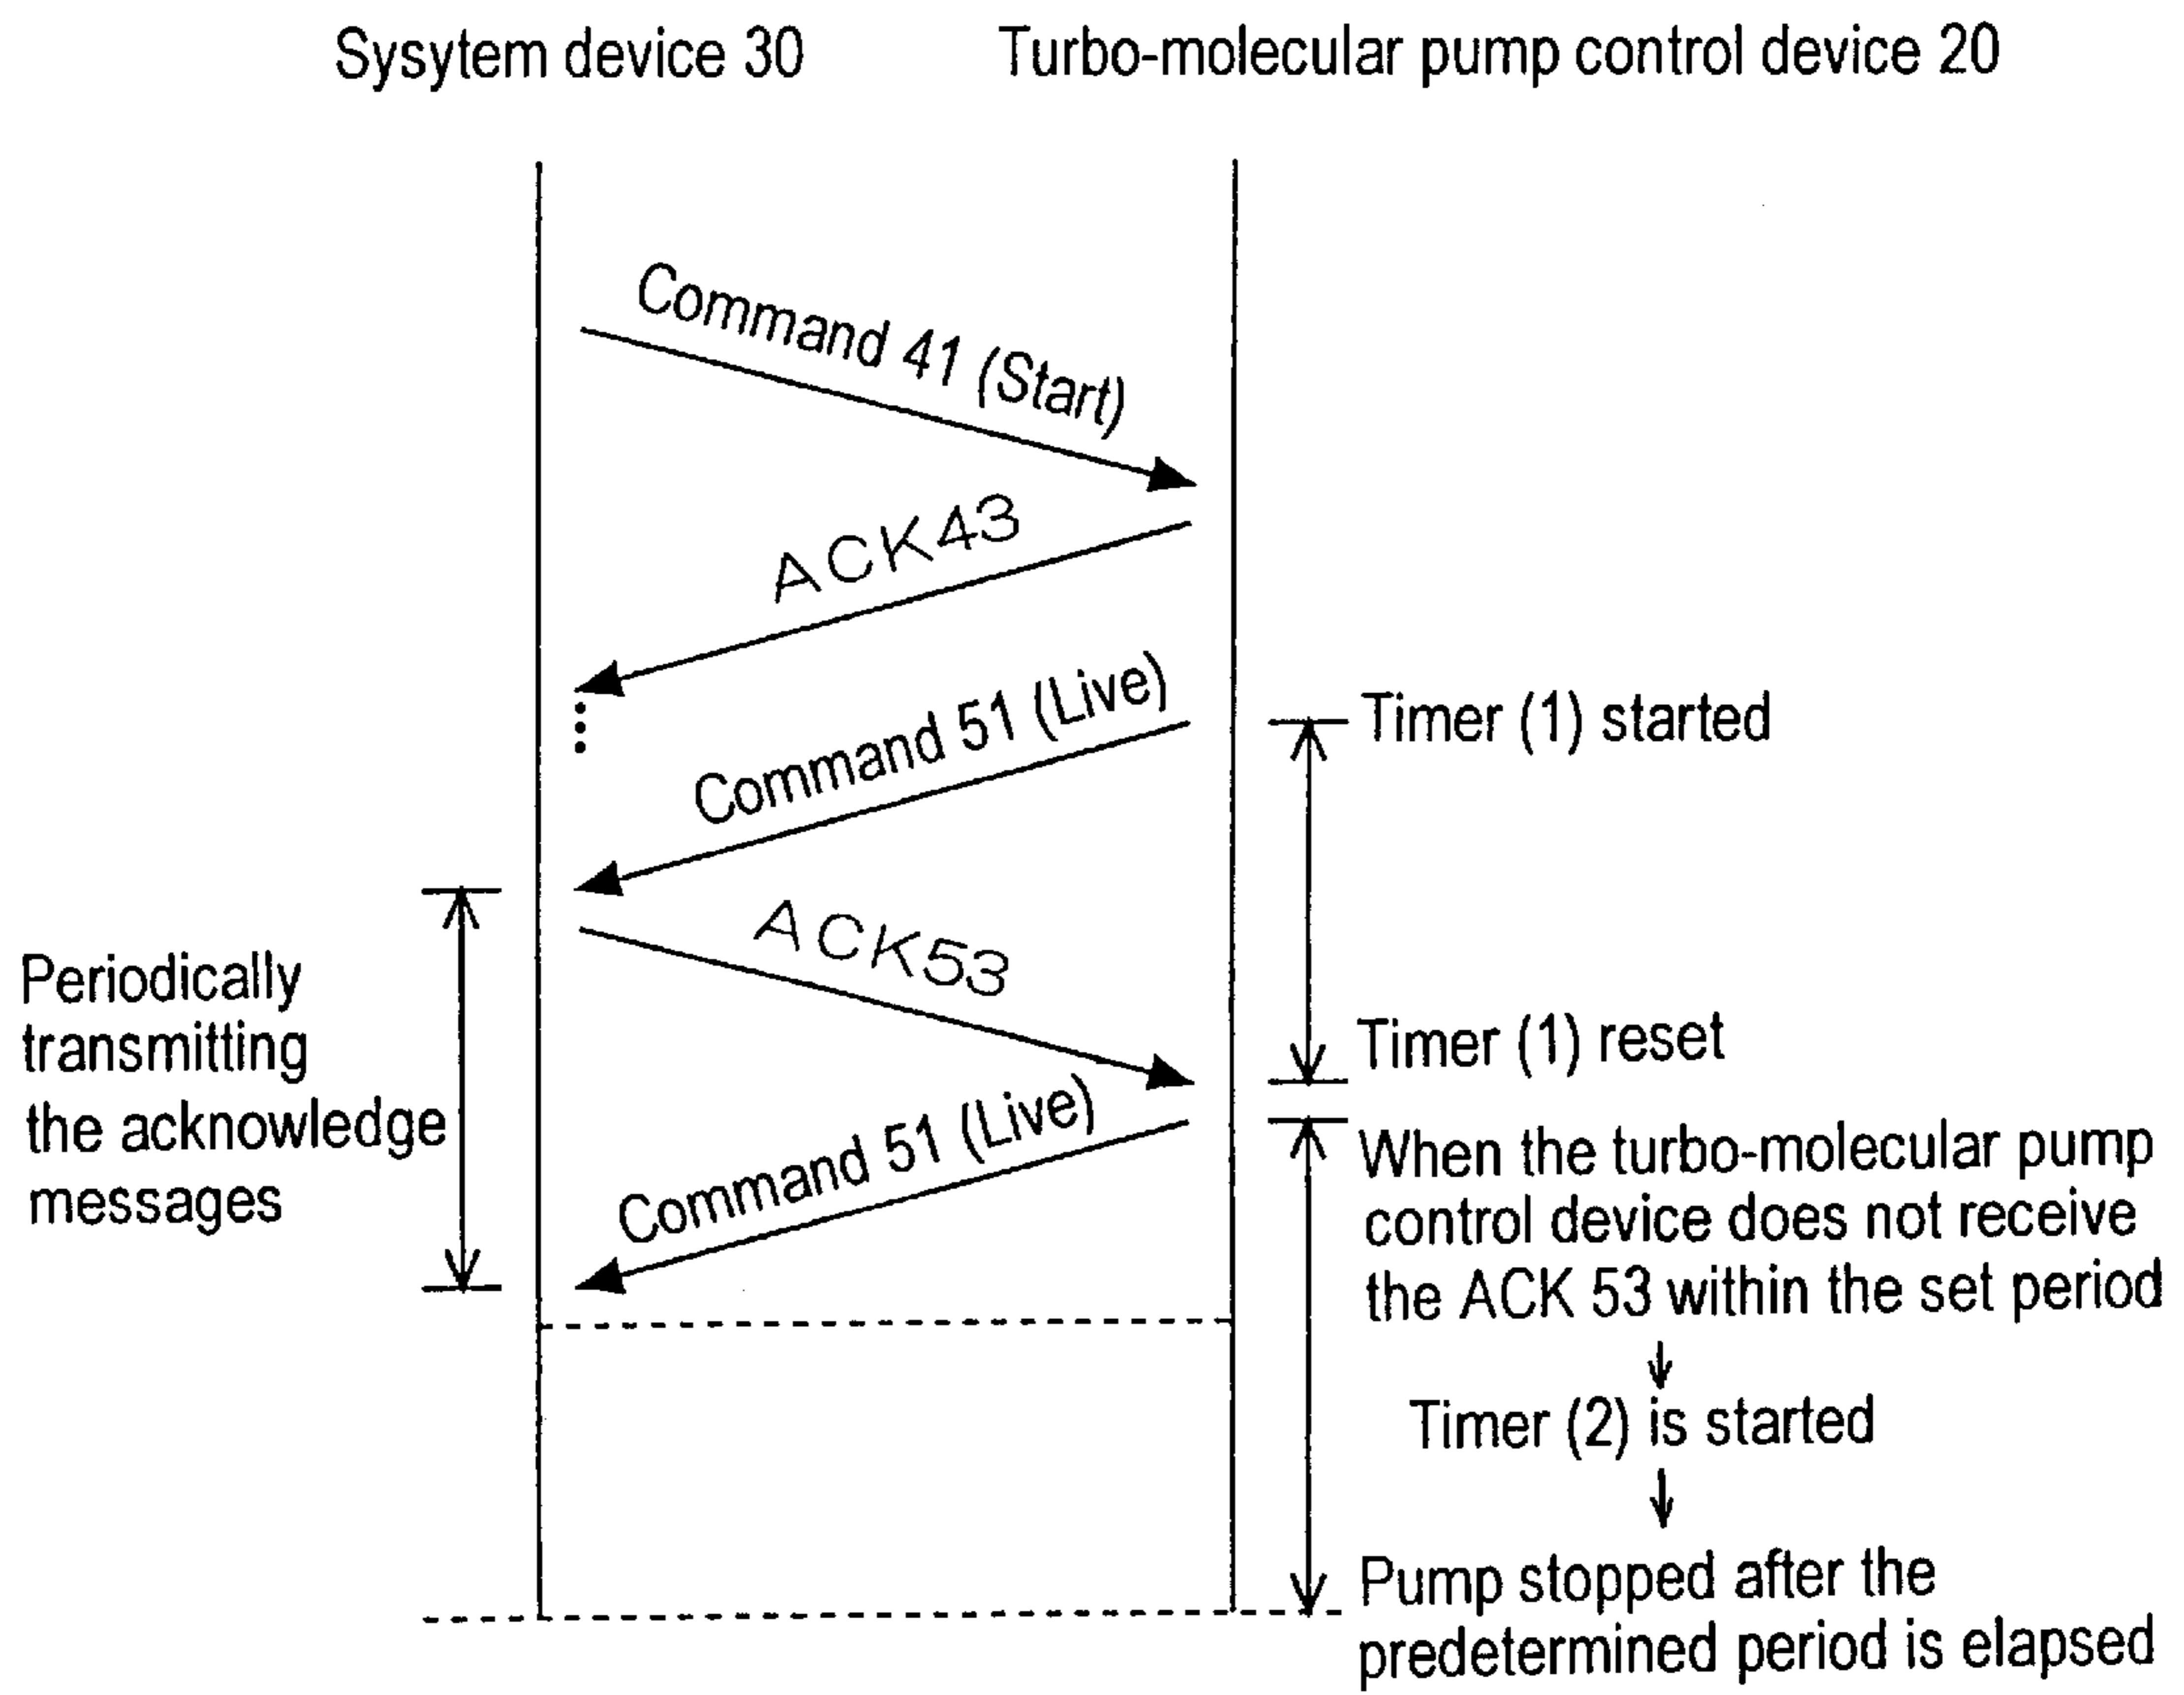 Sysytem device 30
Turbo-molecular pump control device 20
Command 41 (Start)
ACK43
Command 51 (Live)
Timer (1) started
ACK53
Periodically
transmitting
the acknowledge
messages
Timer (1) reset
Command 51 (Live)
When the turbo-molecular pump
control device does not receive
the ACK 53 within the set period
Timer (2) is started
Pump stopped after the
predetermined period is elapsed